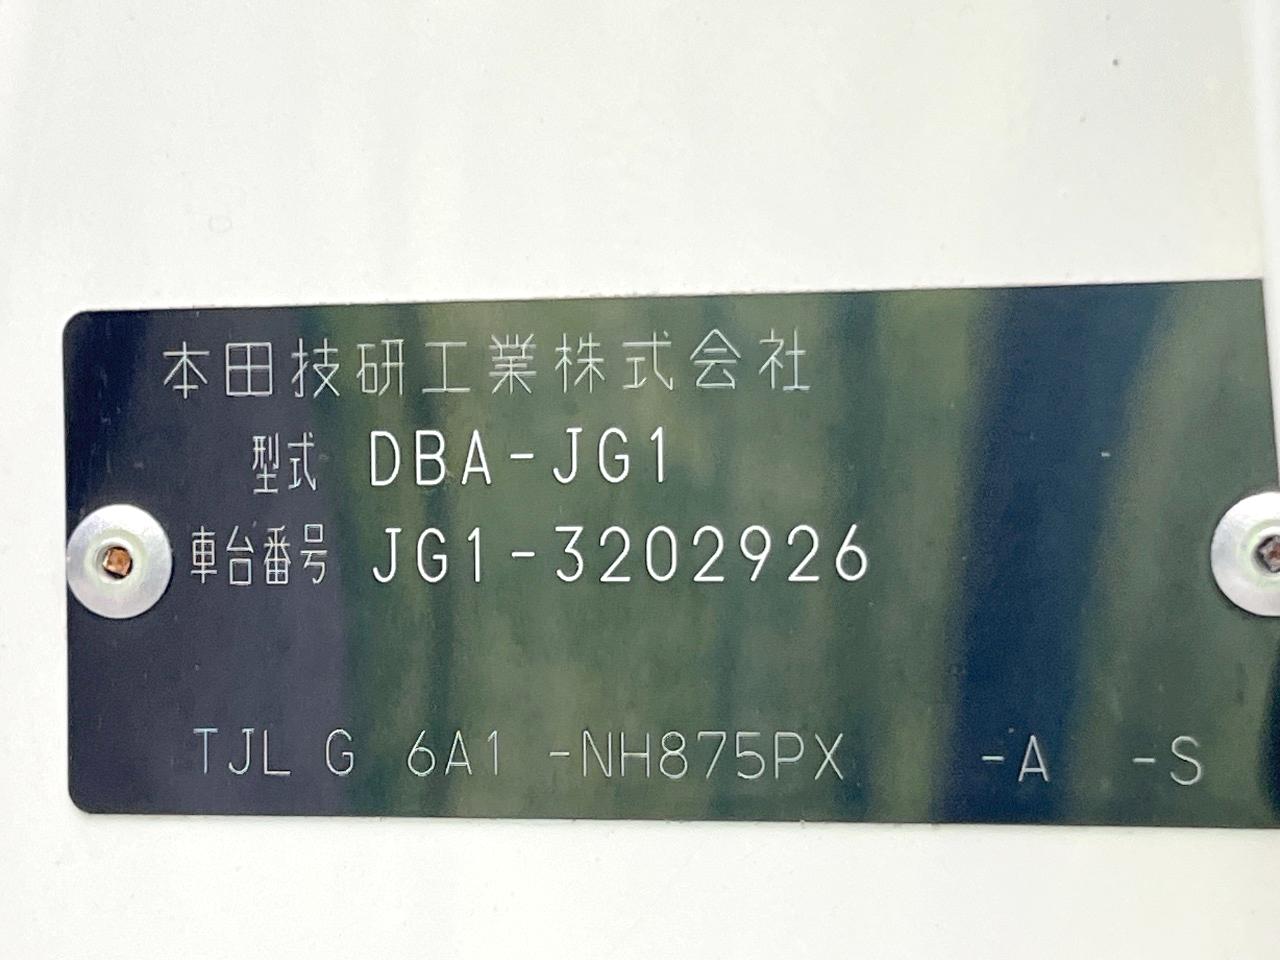 本田技研工業株式会社
型式 DBA-JG1
車台番号 JG1-3202926
TJL G 6A1 -NH875PX -A -S